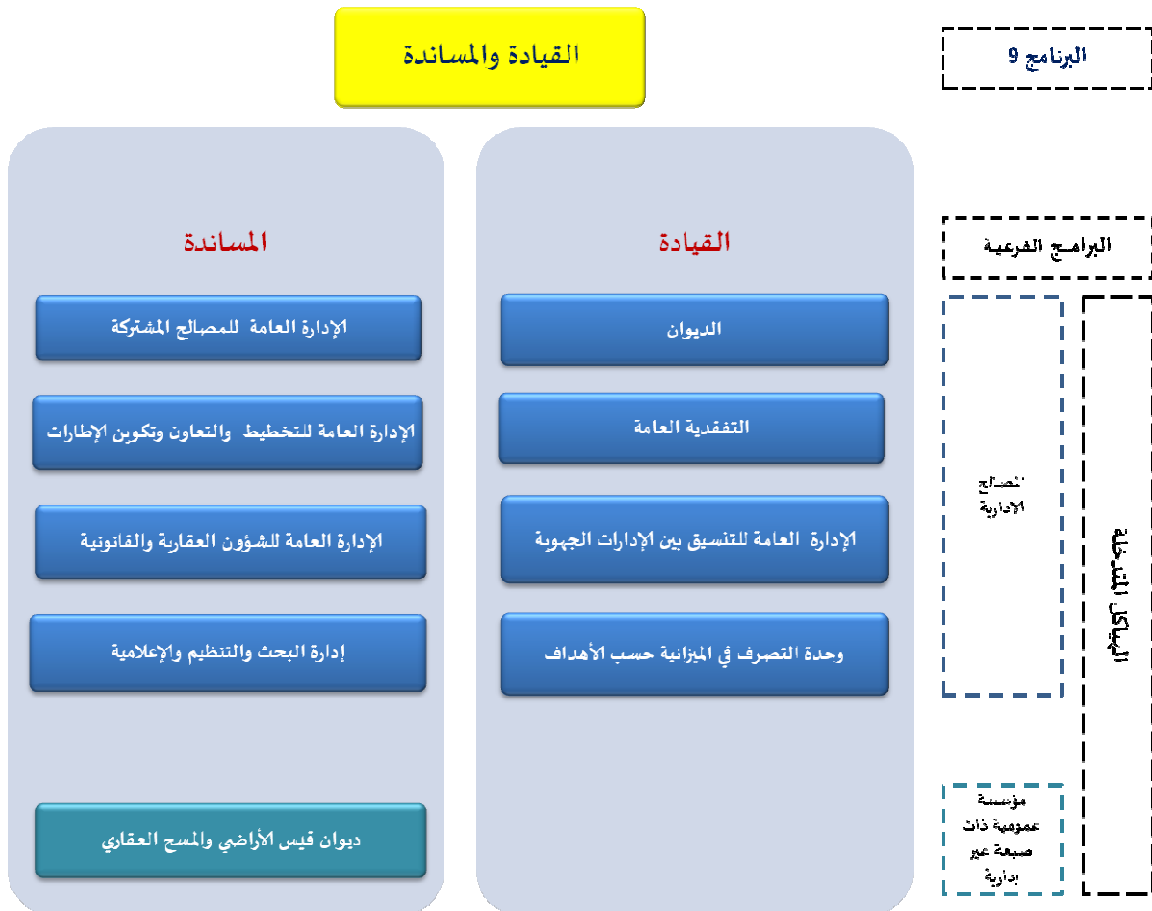 القيادة والمساندة
البرنامج 9
البرامج الفرعية
القيادة
المساندة
الديوان
التفقدية العامة
الإدارة العامة للتنسيق بين الإدارات الجهوية
وحدة التصرف في الميزانية حسب الأهداف
الإدارة العامة للمصالح المشتركة
الإدارة العامة للتخطيط والتعاون وتكوين الإطارات
الإدارة العامة للشؤون العقارية والقانونية
إدارة البحث والتنظيم والإعلامية
ديوان قيس الأراضي والمسح العقاري
الهياكل المتدخلة
المصالح
الإدارية
مؤسسة
عمومية ذات
صبغة غير
إدارية